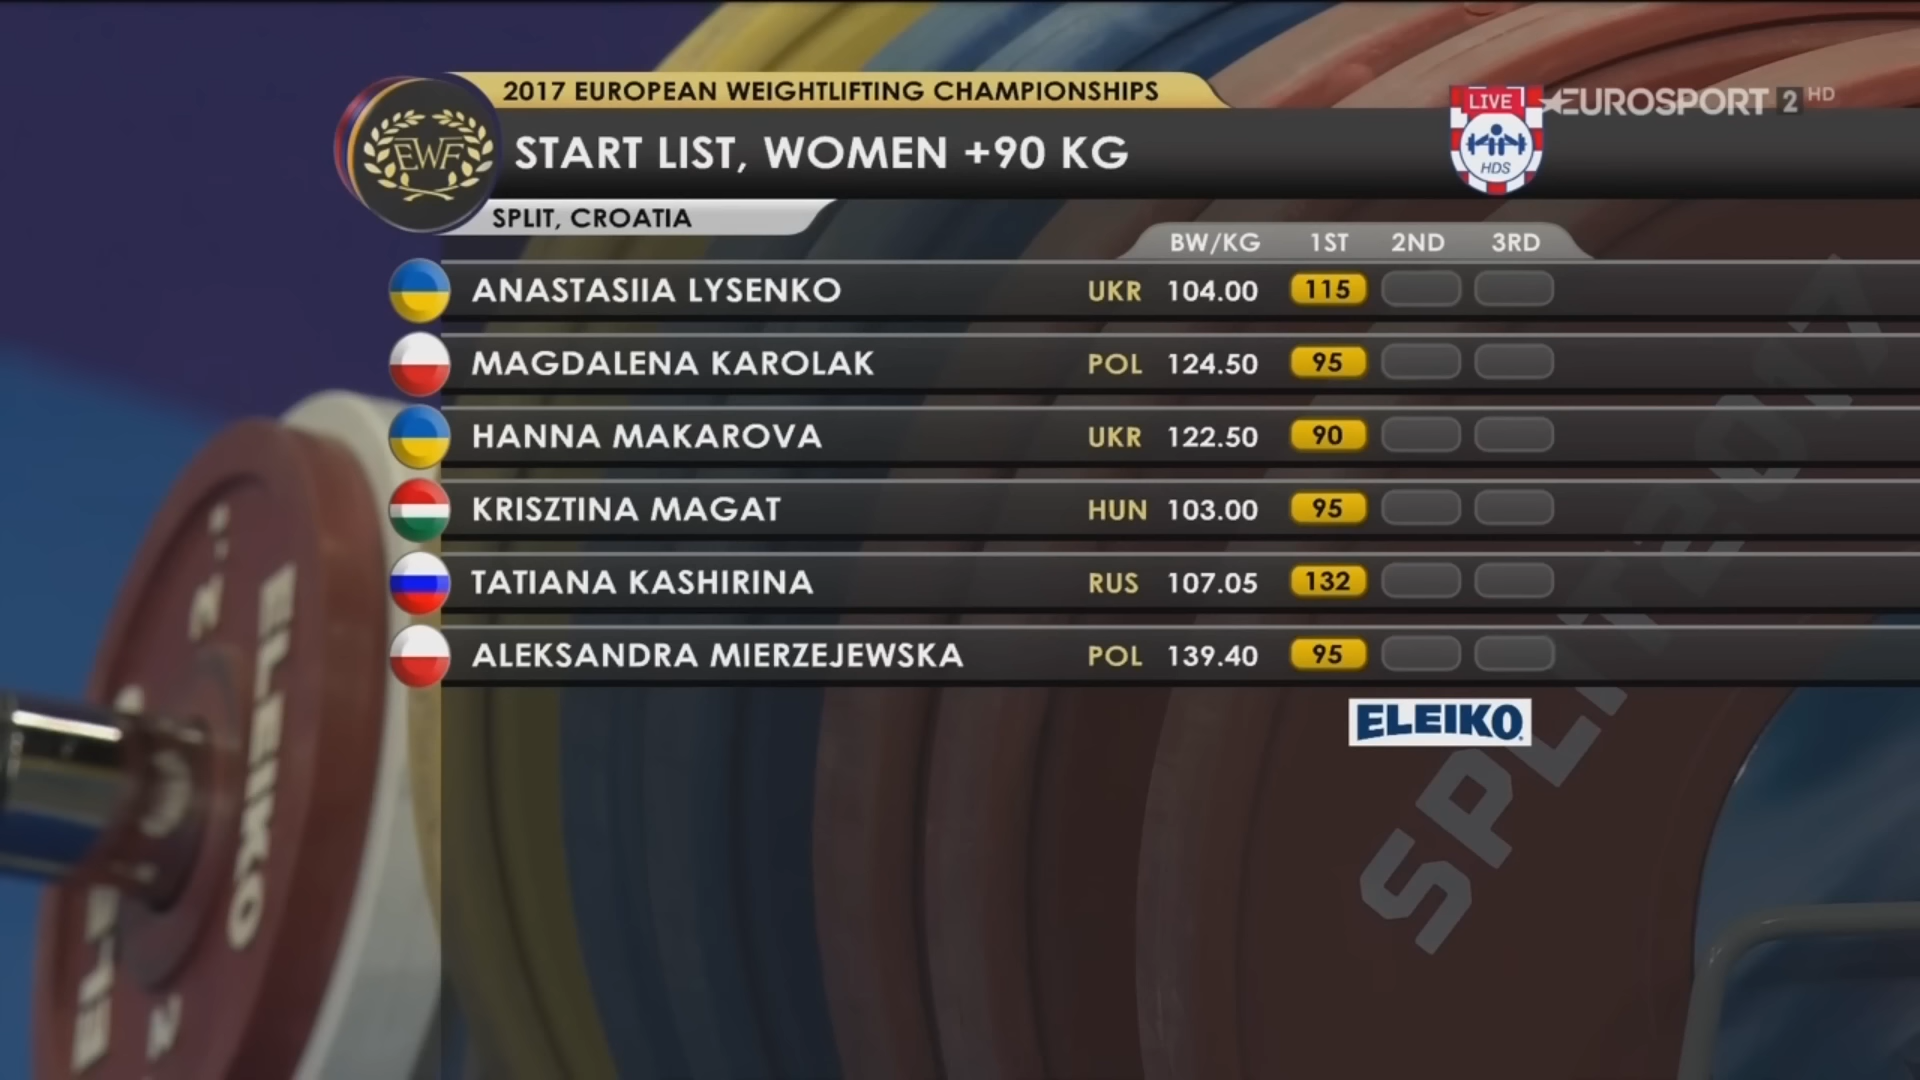 2017 EUROPEAN WEIGHTLIFTING CHAMPIONSHIPS
EWF
START LIST, WOMEN +90 KG
LIVE
HDS
EUROSPORT 2 HD
SPLIT, CROATIA
BW/KG 1ST 2ND 3RD
ANASTASIIA LYSENKO UKR 104.00 115
MAGDALENA KAROLAK POL 124.50 95
HANNA MAKAROVA UKR 122.50 90
KRISZTINA MAGAT HUN 103.00 95
TATIANA KASHIRINA RUS 107.05 132
ALEKSANDRA MIERZEJEWSKA POL 139.40 95
ELEIKO
SPLIT 2017
ELEIKO